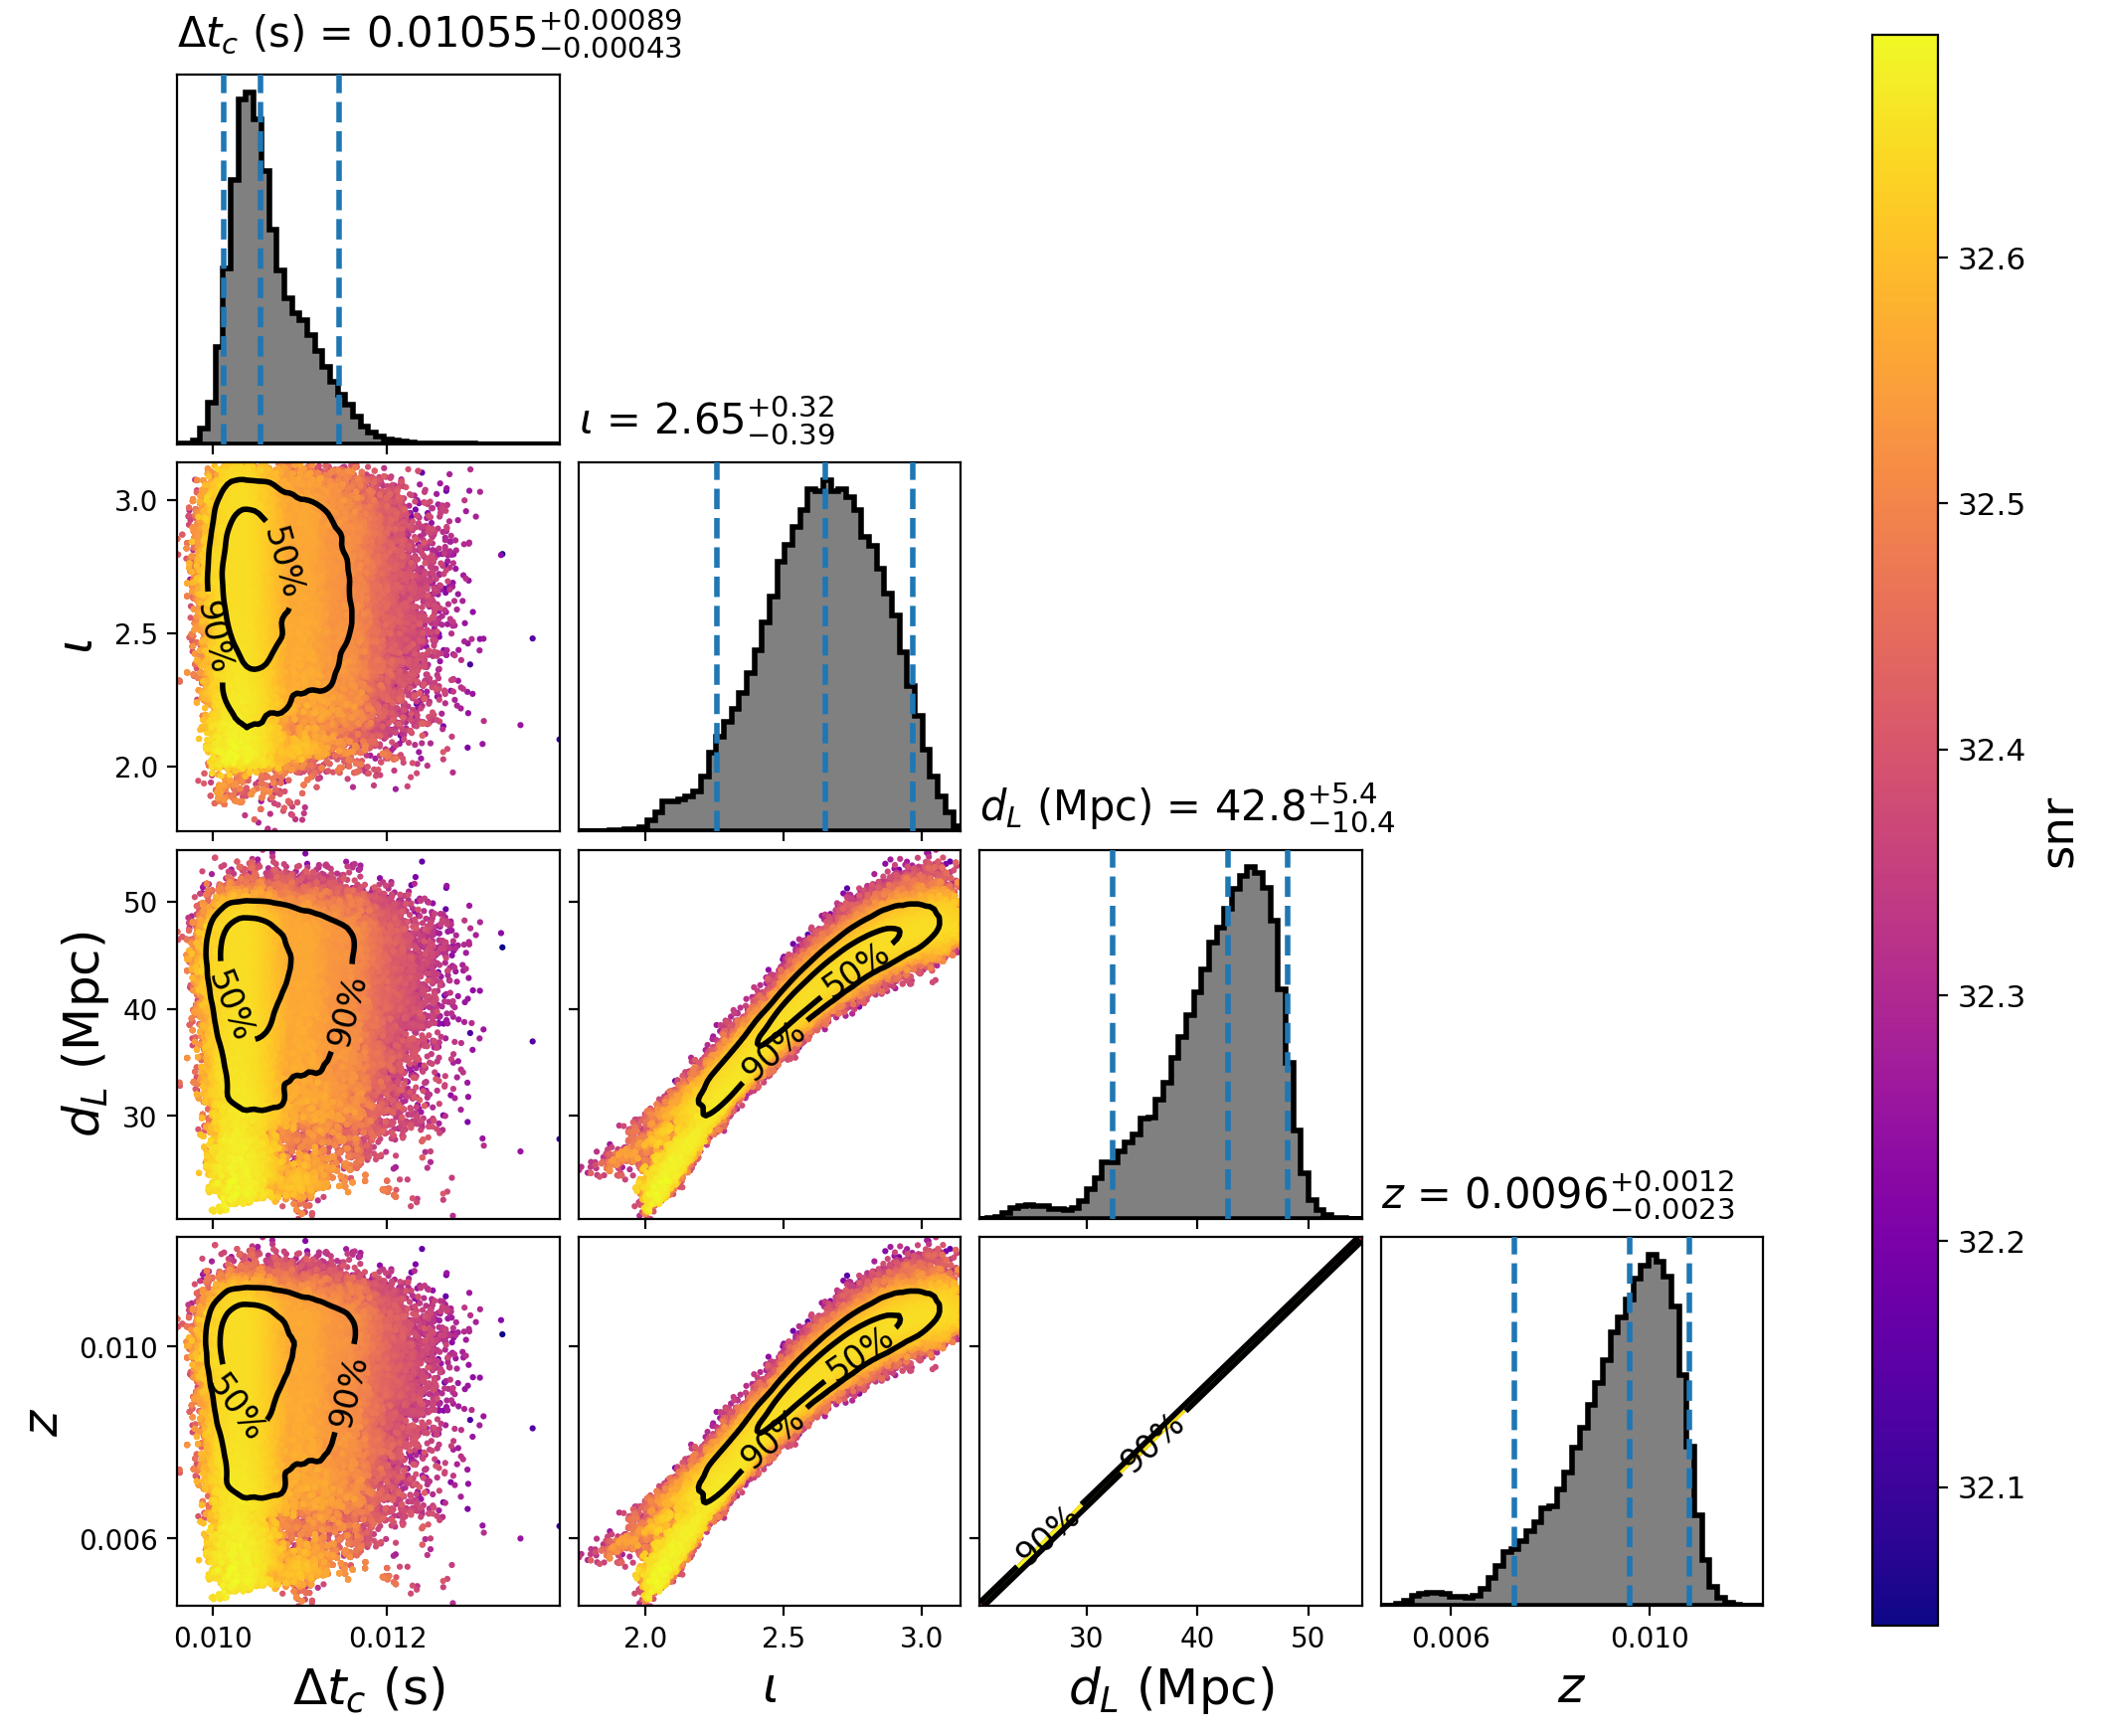 Δt_c (s) = 0.01055^{+0.00089}_{−0.00043}
ι = 2.65^{+0.32}_{−0.39}
d_L (Mpc) = 42.8^{+5.4}_{−10.4}
z = 0.0096^{+0.0012}_{−0.0023}
3.0
2.5
2.0
ι
50%
90%
50
40
30
d_L (Mpc)
50%
90%
50%
90%
0.010
0.006
z
50%
90%
50%
90%
90%
90%
0.010 0.012
2.0 2.5 3.0
30 40 50
0.006 0.010
Δt_c (s)
ι
d_L (Mpc)
z
32.6
32.5
32.4
32.3
32.2
32.1
snr